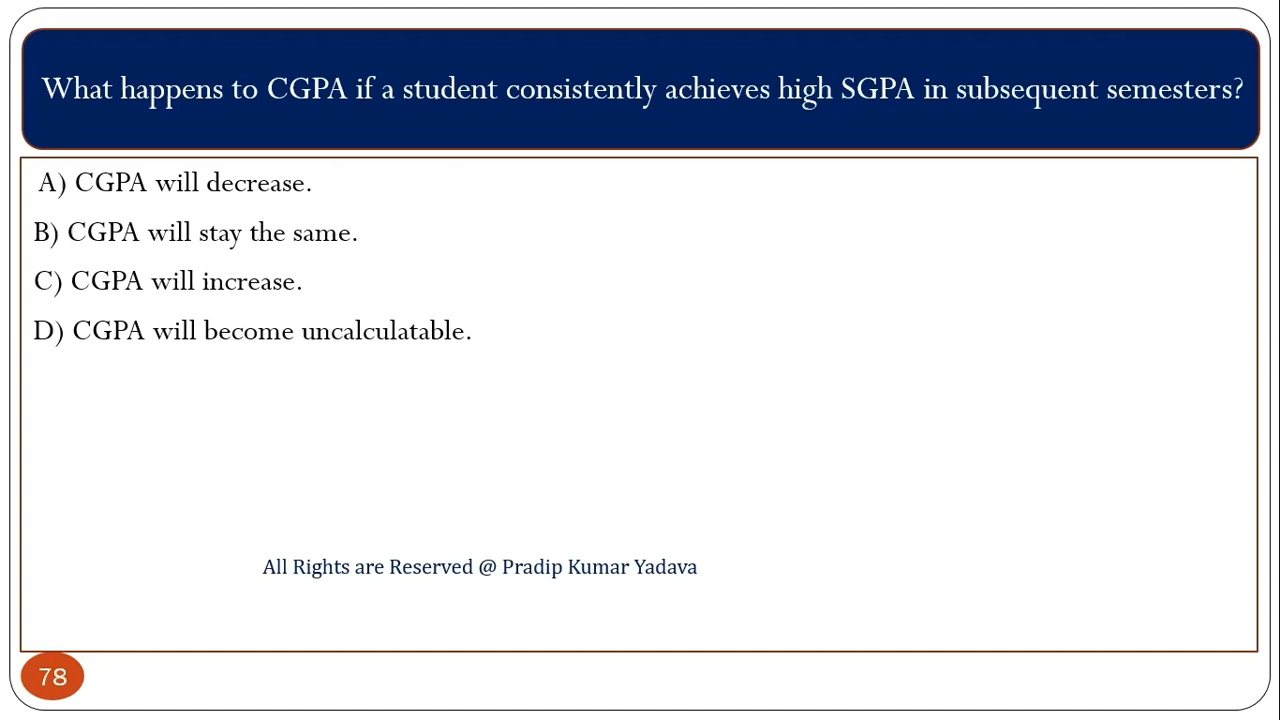 What happens to CGPA if a student consistently achieves high SGPA in subsequent semesters?
A) CGPA will decrease.
B) CGPA will stay the same.
C) CGPA will increase.
D) CGPA will become uncalculatable.
All Rights are Reserved @ Pradip Kumar Yadava
78